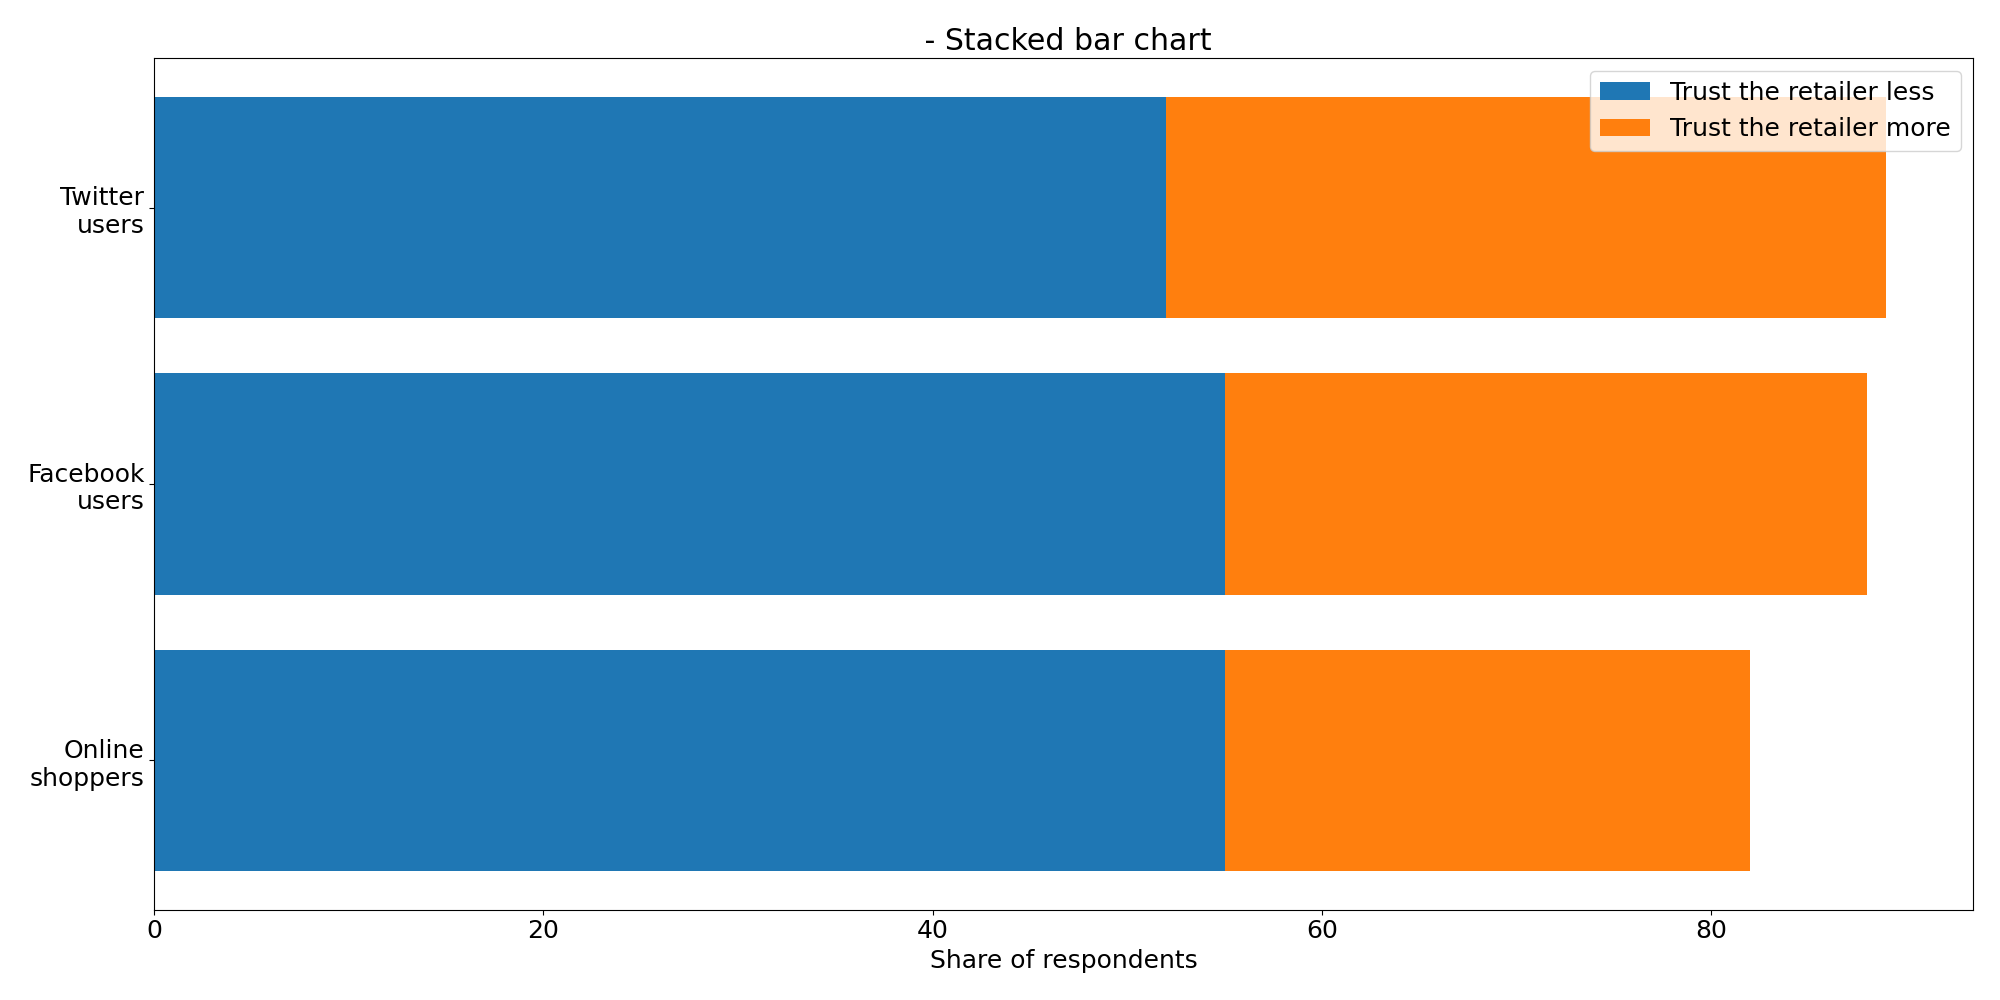 - Stacked bar chart
Trust the retailer less
Trust the retailer more
Twitter
users
Facebook
users
Online
shoppers
0 20 40 60 80
Share of respondents